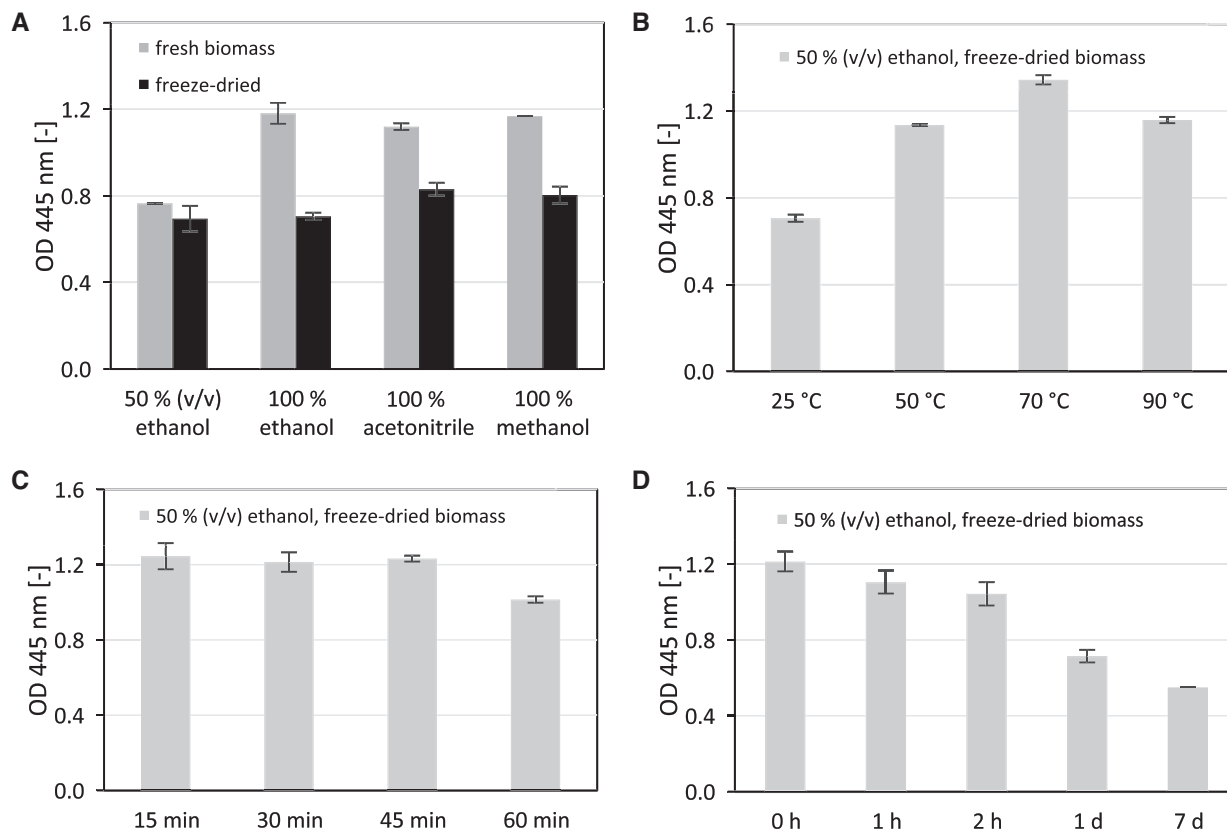 A
OD 445 nm [-]
1.6
1.2
0.8
0.4
0.0
fresh biomass
freeze-dried
50 % (v/v) 100 % 100 % 100 %
ethanol ethanol acetonitrile methanol
B
OD 445 nm [-]
1.6
1.2
0.8
0.4
0.0
50 % (v/v) ethanol, freeze-dried biomass
25 °C 50 °C 70 °C 90 °C
C
OD 445 nm [-]
1.6
1.2
0.8
0.4
0.0
50 % (v/v) ethanol, freeze-dried biomass
15 min 30 min 45 min 60 min
D
OD 445 nm [-]
1.6
1.2
0.8
0.4
0.0
50 % (v/v) ethanol, freeze-dried biomass
0 h 1 h 2 h 1 d 7 d